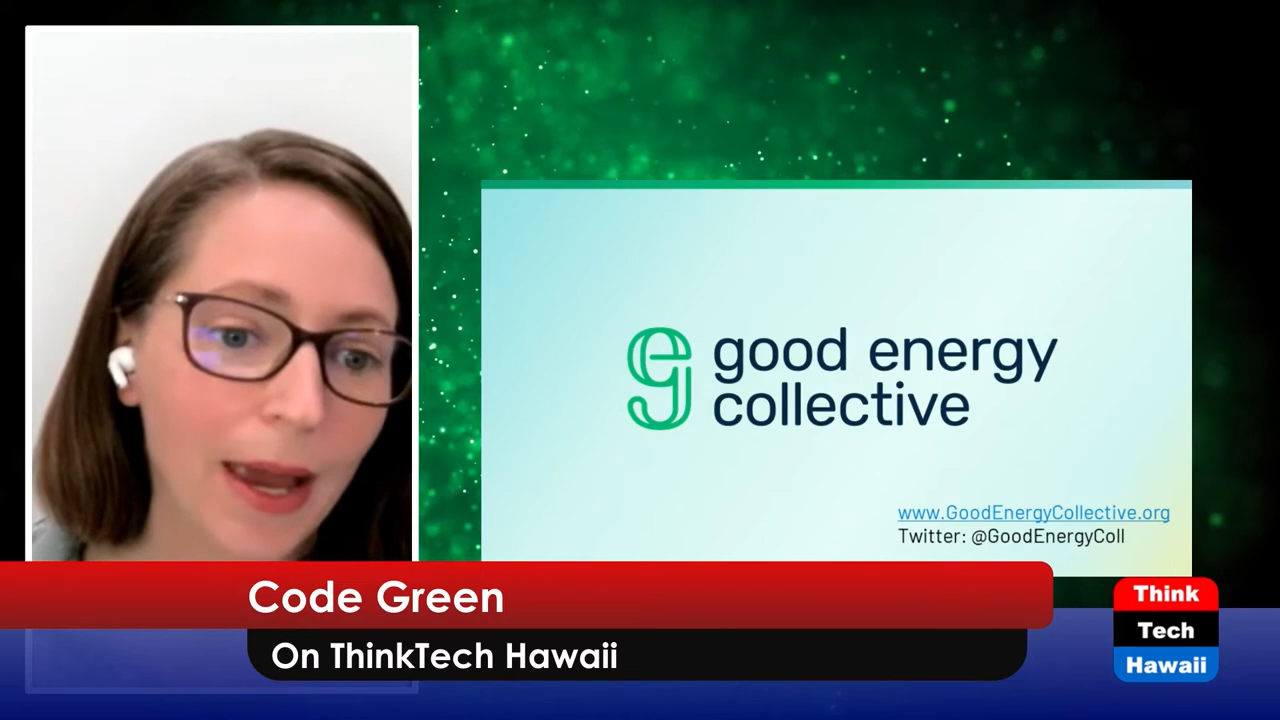 good energy
collective
www.GoodEnergyCollective.org
Twitter: @GoodEnergyColl
Code Green
On ThinkTech Hawaii
Think
Tech
Hawaii